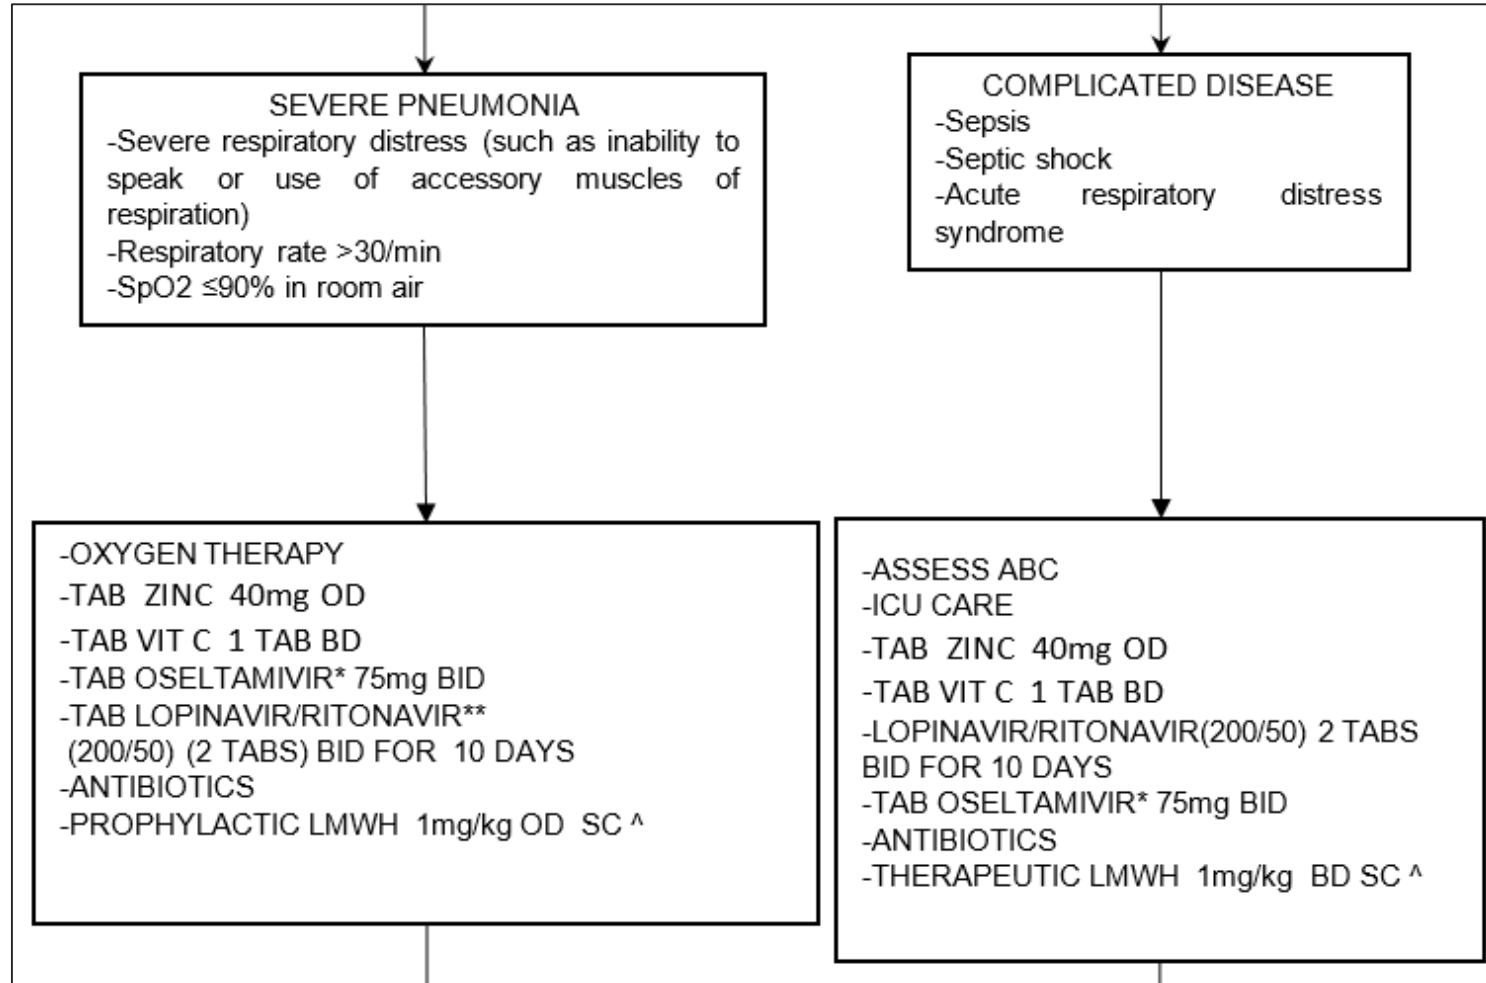 SEVERE PNEUMONIA
-Severe respiratory distress (such as inability to
speak or use of accessory muscles of
respiration)
-Respiratory rate >30/min
-SpO2 ≤90% in room air
COMPLICATED DISEASE
-Sepsis
-Septic shock
-Acute respiratory distress
syndrome
-OXYGEN THERAPY
-TAB ZINC 40mg OD
-TAB VIT C 1 TAB BD
-TAB OSELTAMIVIR* 75mg BID
-TAB LOPINAVIR/RITONAVIR**
(200/50) (2 TABS) BID FOR 10 DAYS
-ANTIBIOTICS
-PROPHYLACTIC LMWH 1mg/kg OD SC ^
-ASSESS ABC
-ICU CARE
-TAB ZINC 40mg OD
-TAB VIT C 1 TAB BD
-LOPINAVIR/RITONAVIR(200/50) 2 TABS
BID FOR 10 DAYS
-TAB OSELTAMIVIR* 75mg BID
-ANTIBIOTICS
-THERAPEUTIC LMWH 1mg/kg BD SC ^